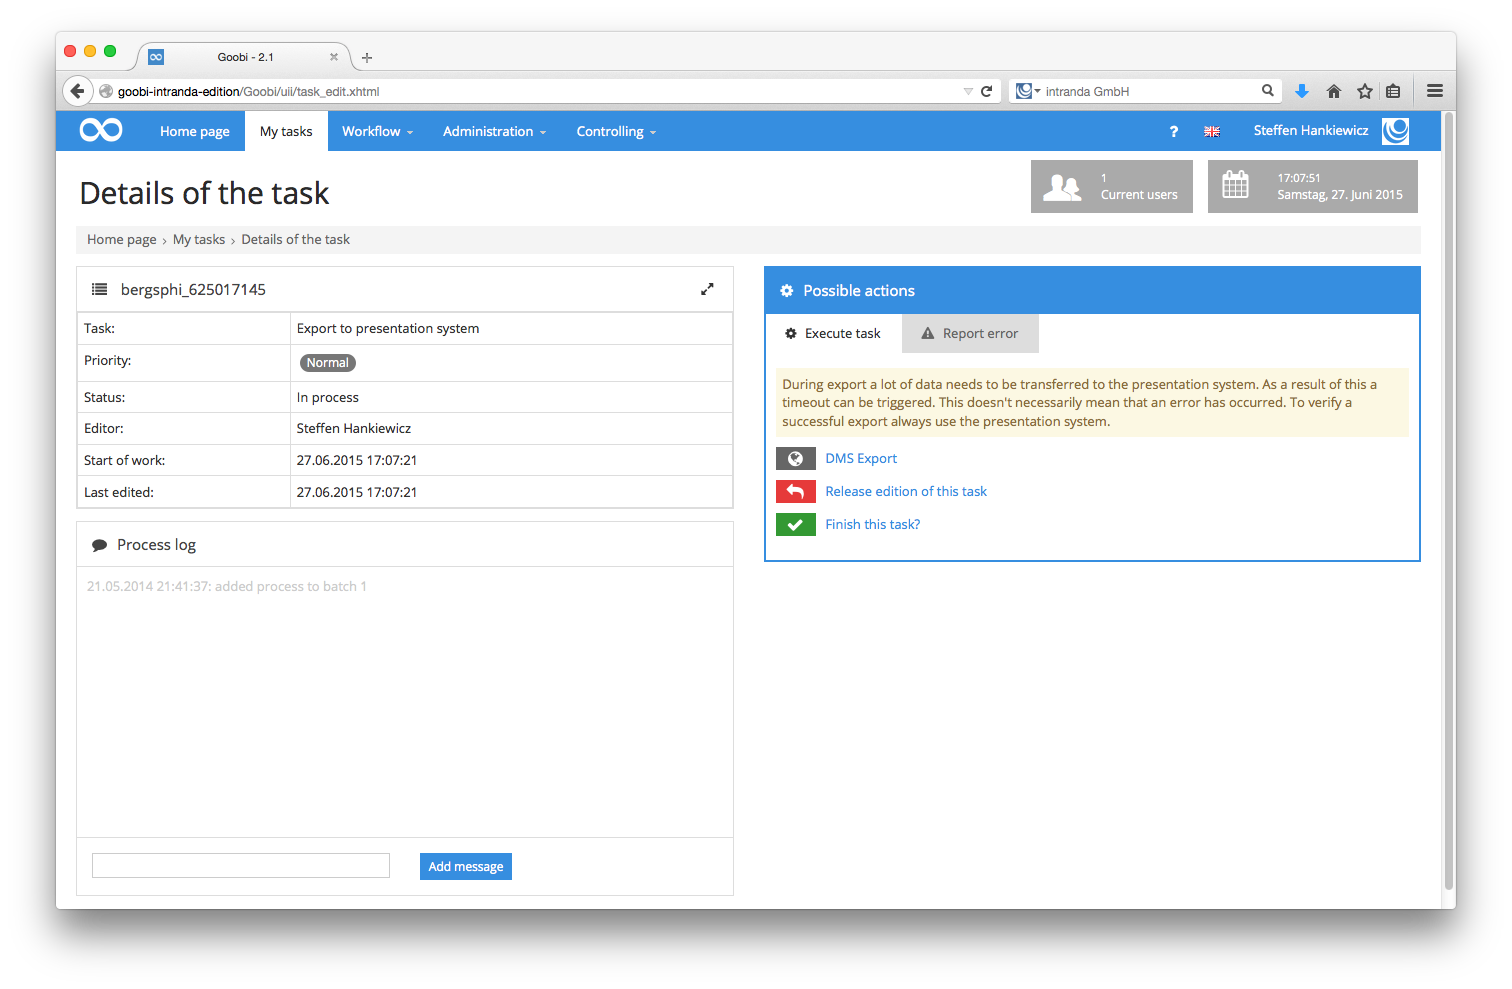 Goobi - 2.1
goobi-intranda-edition/Goobi/uii/task_edit.xhtml
intranda GmbH
Home page My tasks Workflow Administration Controlling ? Steffen Hankiewicz
Details of the task
1
Current users
17:07:51
Samstag, 27. Juni 2015
Home page › My tasks › Details of the task
bergsphi_625017145
Task: Export to presentation system
Priority: Normal
Status: In process
Editor: Steffen Hankiewicz
Start of work: 27.06.2015 17:07:21
Last edited: 27.06.2015 17:07:21
Process log
21.05.2014 21:41:37: added process to batch 1
Add message
Possible actions
Execute task Report error
During export a lot of data needs to be transferred to the presentation system. As a result of this a
timeout can be triggered. This doesn't necessarily mean that an error has occurred. To verify a
successful export always use the presentation system.
DMS Export
Release edition of this task
Finish this task?